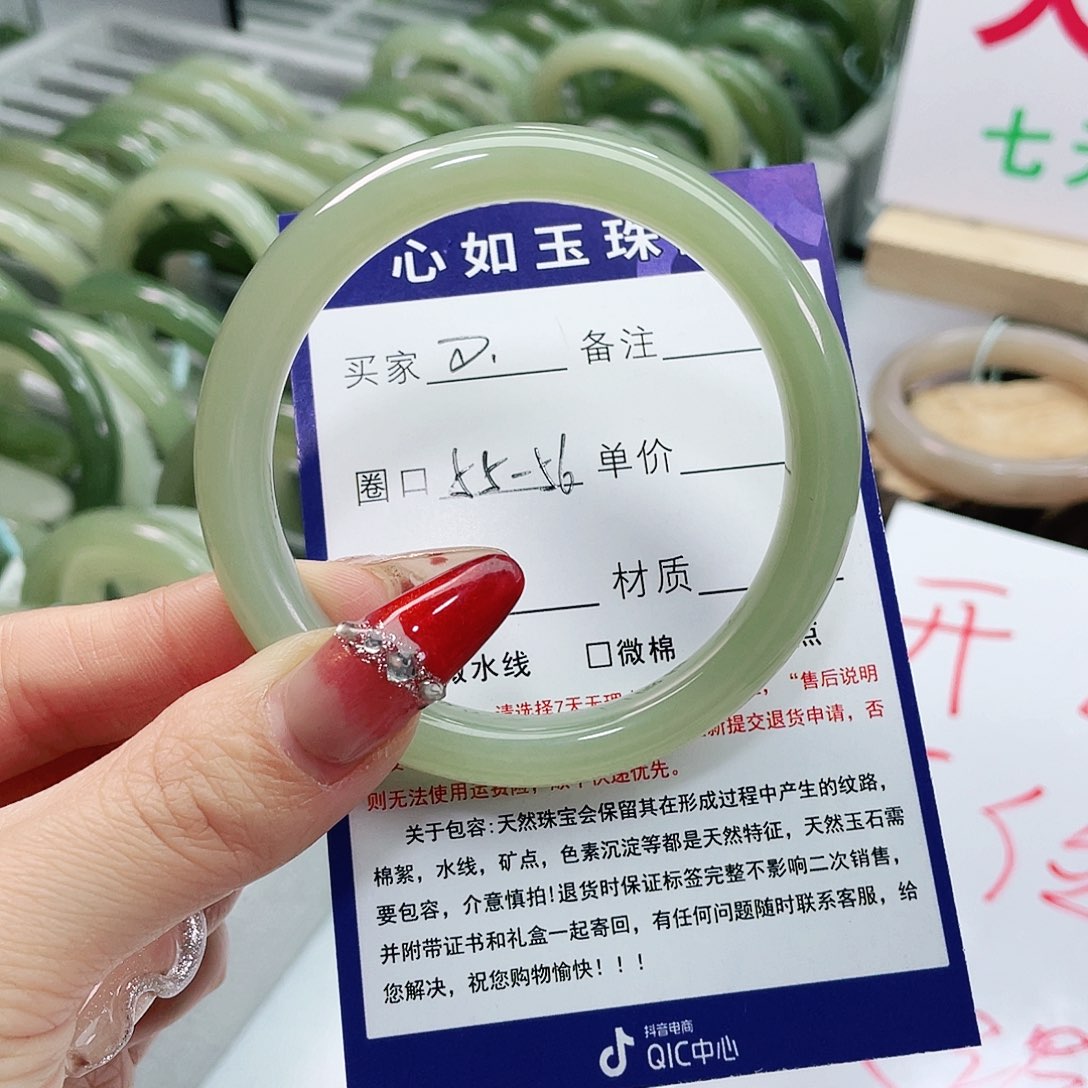 心如玉珠
买家 D. 备注
圈口 55-56 单价
材质
水线 □微棉 点
请选择7天无理 ，“售后说明
新提交退货申请，否
则无法使用运费险，顺丰快递优先。
关于包容:天然珠宝会保留其在形成过程中产生的纹路，
棉絮，水线，矿点，色素沉淀等都是天然特征，天然玉石需
要包容，介意慎拍!退货时保证标签完整不影响二次销售，
并附带证书和礼盒一起寄回，有任何问题随时联系客服，给
您解决，祝您购物愉快！！！
抖音电商
QIC中心
七天
开